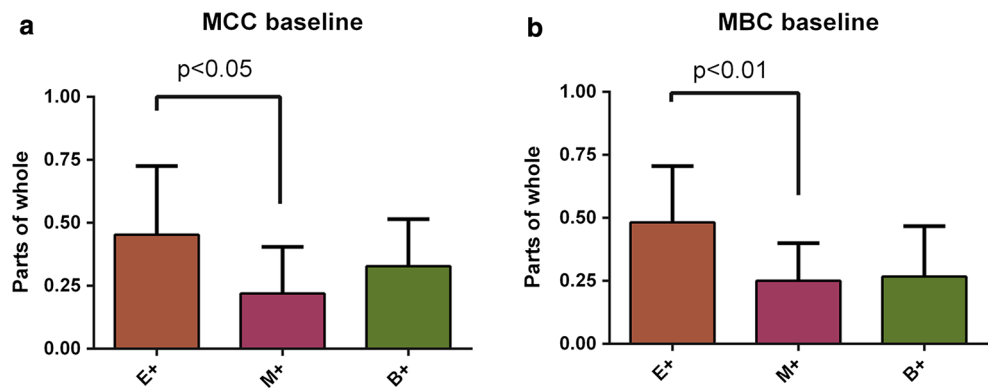 a
MCC baseline
p<0.05
Parts of whole
1.00
0.75
0.50
0.25
0.00
E+
M+
B+
b
MBC baseline
p<0.01
Parts of whole
1.00
0.75
0.50
0.25
0.00
E+
M+
B+